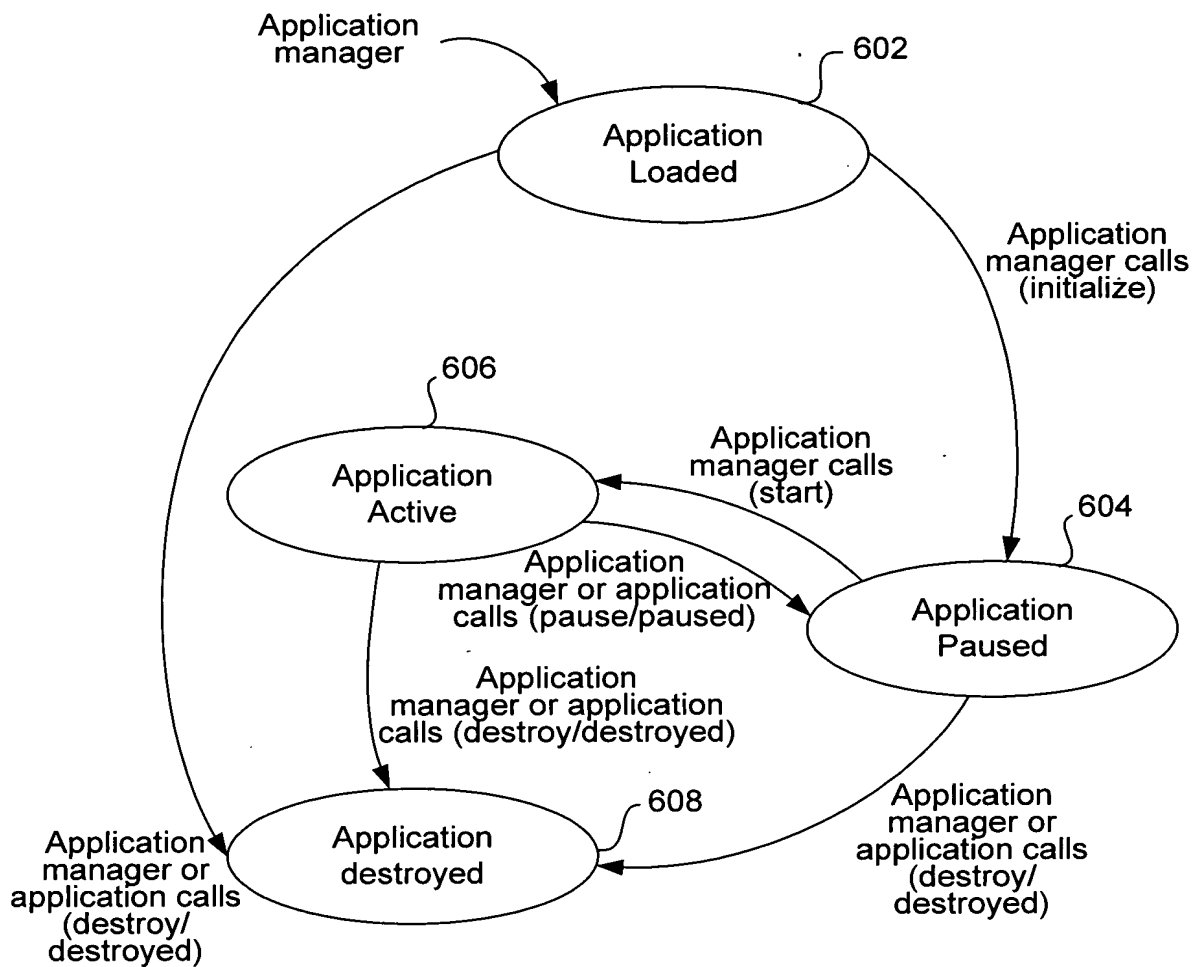 Application
manager
602
Application
Loaded
Application
manager calls
(initialize)
606
Application
Active
Application
manager calls
(start)
604
Application
manager or application
calls (pause/paused)
Application
Paused
Application
manager or application
calls (destroy/destroyed)
608
Application
destroyed
Application
manager or
application calls
(destroy/
destroyed)
Application
manager or
application calls
(destroy/
destroyed)